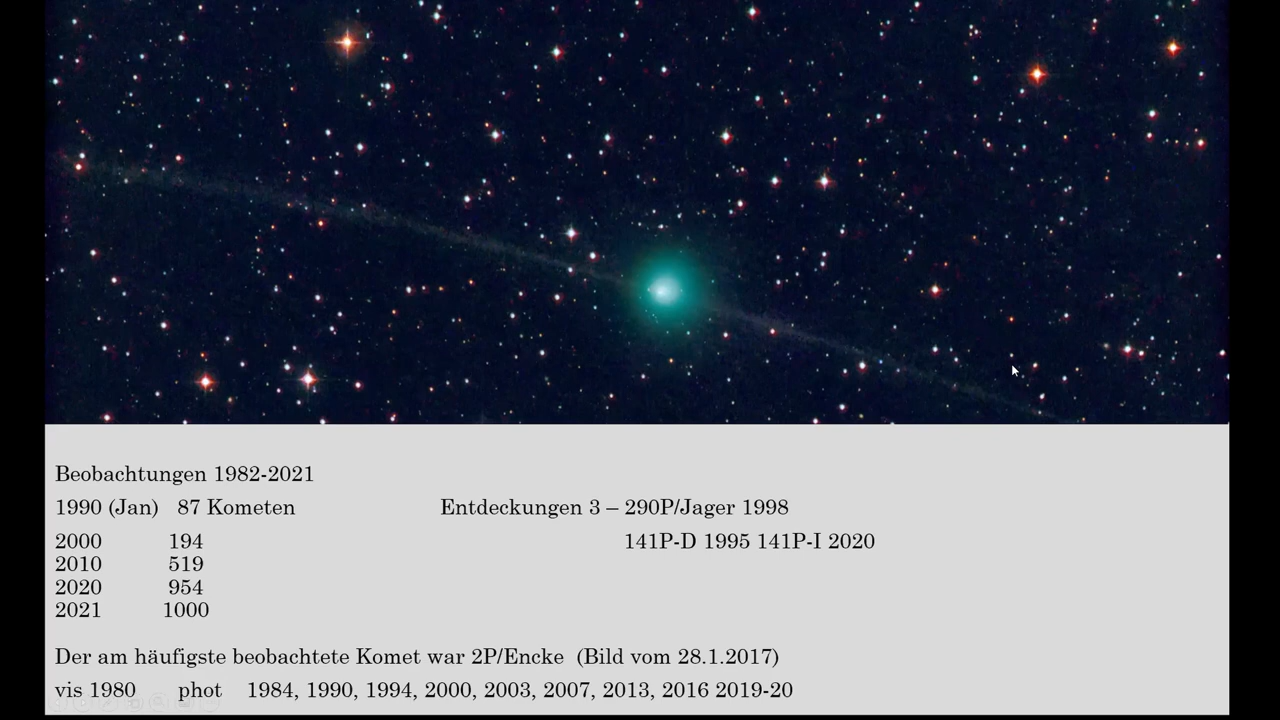 Beobachtungen 1982-2021
1990 (Jan) 87 Kometen Entdeckungen 3 – 290P/Jager 1998
2000 194 141P-D 1995 141P-I 2020
2010 519
2020 954
2021 1000
Der am häufigste beobachtete Komet war 2P/Encke (Bild vom 28.1.2017)
vis 1980 phot 1984, 1990, 1994, 2000, 2003, 2007, 2013, 2016 2019-20